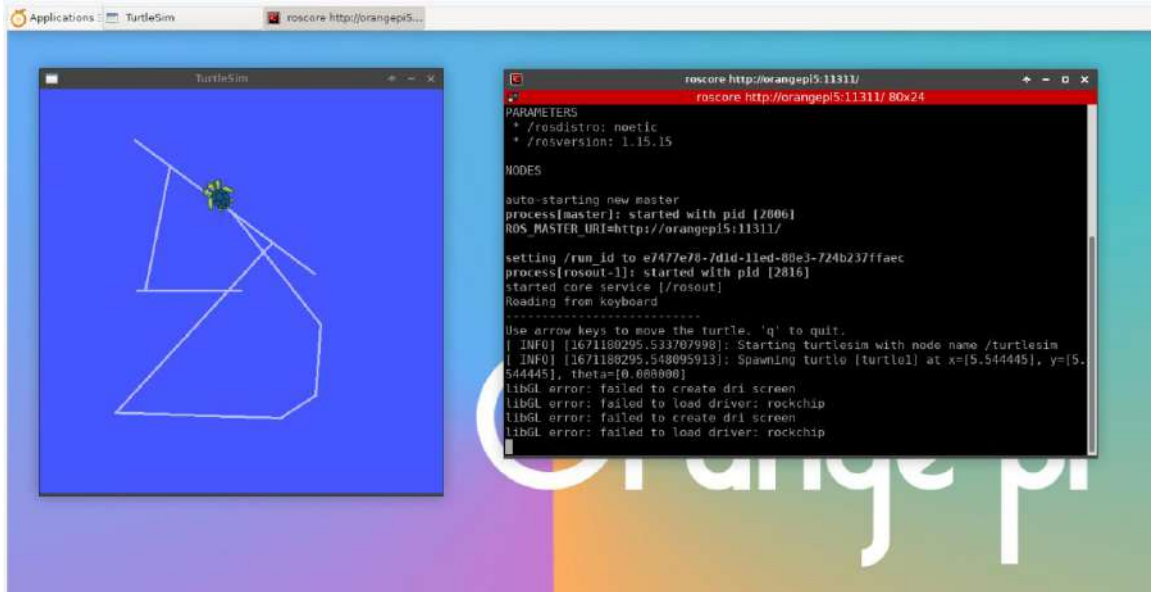 Applications
TurtleSim
roscore http://orangepi5...
TurtleSim
roscore http://orangepi5:11311/
roscore http://orangepi5:11311/ 80x24
PARAMETERS
* /rosdistro: noetic
* /rosversion: 1.15.15
NODES
auto-starting new master
process[master]: started with pid [2806]
ROS_MASTER_URI=http://orangepi5:11311/
setting /run_id to e7477e78-7d1d-11ed-88e3-724b237ffaec
process[rosout-1]: started with pid [2816]
started core service [/rosout]
Reading from keyboard
---------------------------
Use arrow keys to move the turtle. 'q' to quit.
[ INFO] [1671180295.533707998]: Starting turtlesim with node name /turtlesim
[ INFO] [1671180295.548095913]: Spawning turtle [turtle1] at x=[5.544445], y=[5.
544445], theta=[0.000000]
libGL error: failed to create dri screen
libGL error: failed to load driver: rockchip
libGL error: failed to create dri screen
libGL error: failed to load driver: rockchip
Orange pi